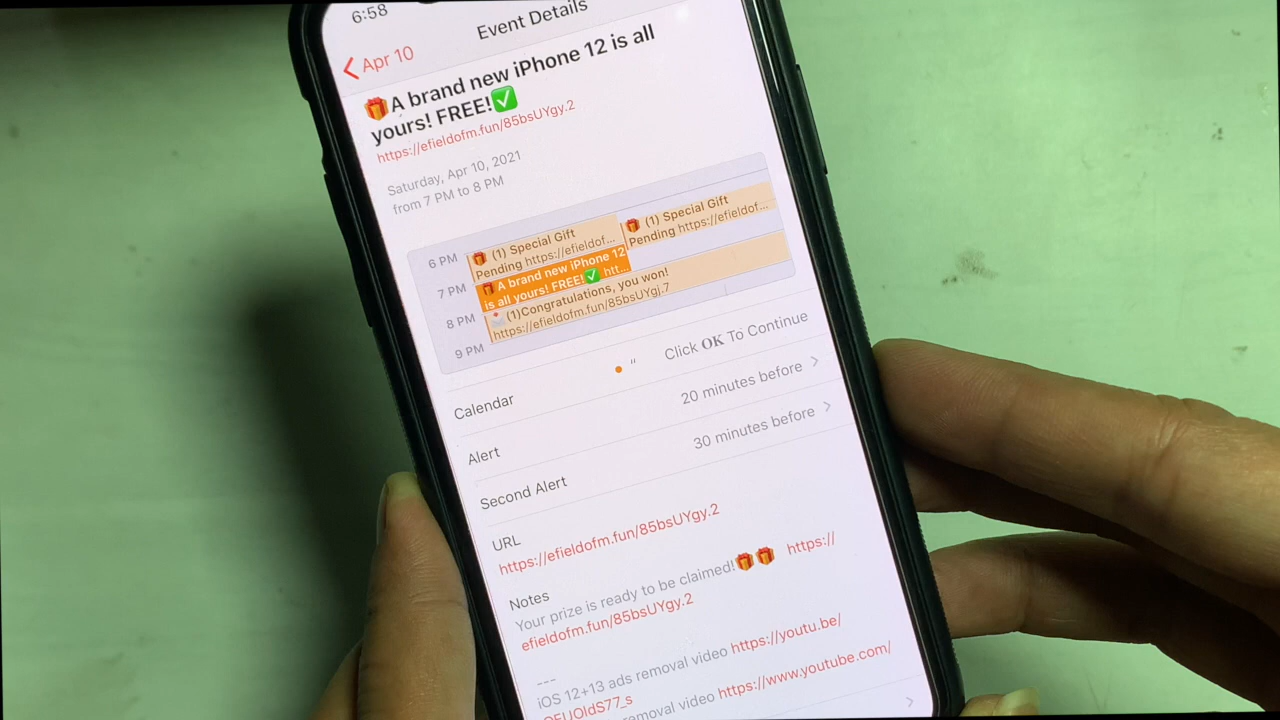 6:58
Apr 10
Event Details
🎁A brand new iPhone 12 is all
yours! FREE!✅
https://efieldofm.fun/85bsUYgy.2
Saturday, Apr 10, 2021
from 7 PM to 8 PM
6 PM
🎁 (1) Special Gift
Pending https://efieldof...
🎁 (1) Special Gift
Pending https://efieldof...
7 PM
🎁A brand new iPhone 12
is all yours! FREE!✅ htt...
8 PM
(1)Congratulations, you won!
https://efieldofm.fun/85bsUYgj.7
9 PM
Calendar " Click OK To Continue
Alert 20 minutes before
Second Alert 30 minutes before
URL
https://efieldofm.fun/85bsUYgy.2
Notes
Your prize is ready to be claimed!🎁🎁 https://
efieldofm.fun/85bsUYgy.2
---
iOS 12+13 ads removal video https://youtu.be/
removal video https://www.youtube.com/